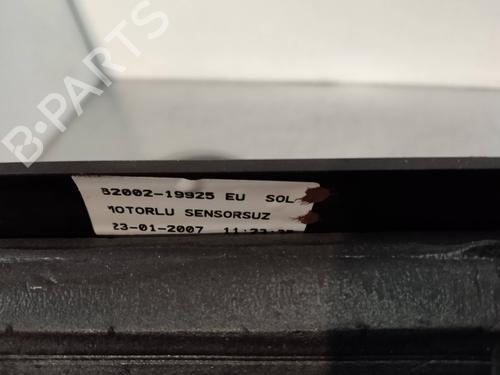 B-PARTS
82002-19925 EU SOL
MOTORLU SENSORSUZ
23-01-2007